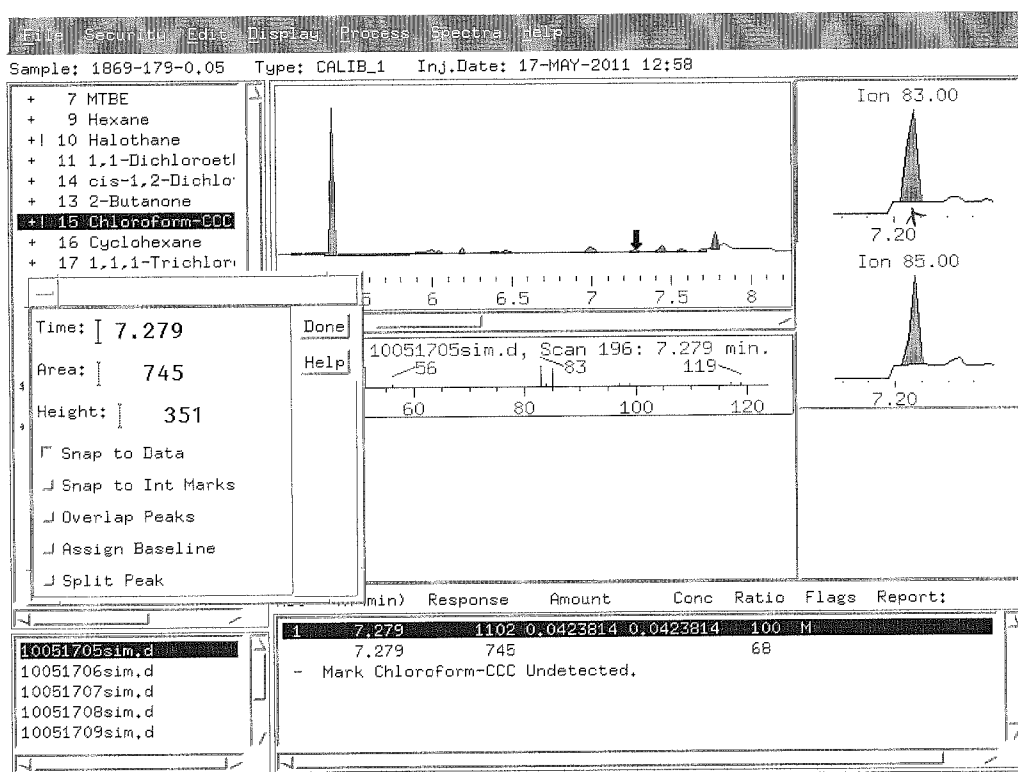 File Security Edit Display Process Spectra Help
Sample: 1869-179-0.05 Type: CALIB_1 Inj.Date: 17-MAY-2011 12:58
+ 7 MTBE
+ 9 Hexane
+! 10 Halothane
+ 11 1,1-Dichloroetl
+ 14 cis-1,2-Dichlo
+ 13 2-Butanone
+! 15 Chloroform-CCC
+ 16 Cyclohexane
+ 17 1,1,1-Trichlor
6 6.5 7 7.5 8
Ion 83.00
7.20
Ion 85.00
7.20
Time: 7.279
Done
Area: 745
Help
Height: 351
Snap to Data
Snap to Int Marks
Overlap Peaks
Assign Baseline
Split Peak
10051705sim.d, Scan 196: 7.279 min.
56 83 119
60 80 100 120
min) Response Amount Conc Ratio Flags Report:
1 7.279 1102 0.0423814 0.0423814 100 M
7.279 745 68
- Mark Chloroform-CCC Undetected.
10051705sim.d
10051706sim.d
10051707sim.d
10051708sim.d
10051709sim.d